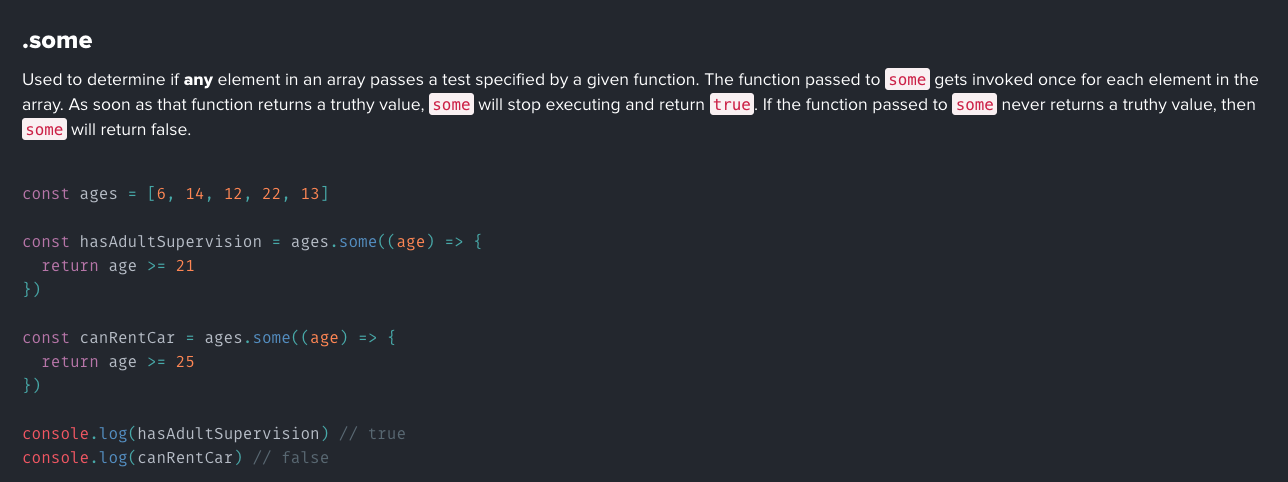 .some
Used to determine if any element in an array passes a test specified by a given function. The function passed to some gets invoked once for each element in the
array. As soon as that function returns a truthy value, some will stop executing and return true. If the function passed to some never returns a truthy value, then
some will return false.
const ages = [6, 14, 12, 22, 13]
const hasAdultSupervision = ages.some((age) => {
  return age >= 21
})
const canRentCar = ages.some((age) => {
  return age >= 25
})
console.log(hasAdultSupervision) // true
console.log(canRentCar) // false